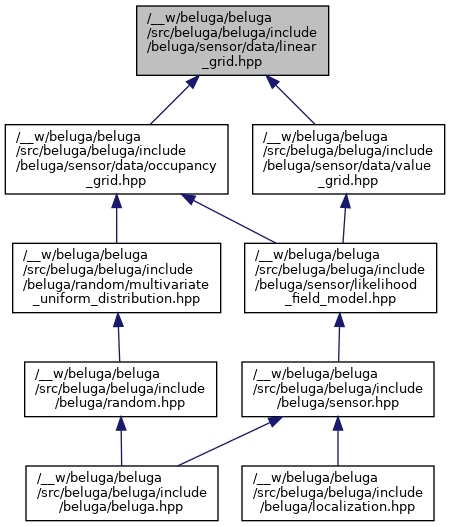 /__w/beluga/beluga
/src/beluga/beluga/include
/beluga/sensor/data/linear
_grid.hpp
/__w/beluga/beluga
/src/beluga/beluga/include
/beluga/sensor/data/occupancy
_grid.hpp
/__w/beluga/beluga
/src/beluga/beluga/include
/beluga/sensor/data/value
_grid.hpp
/__w/beluga/beluga
/src/beluga/beluga/include
/beluga/random/multivariate
_uniform_distribution.hpp
/__w/beluga/beluga
/src/beluga/beluga/include
/beluga/sensor/likelihood
_field_model.hpp
/__w/beluga/beluga
/src/beluga/beluga/include
/beluga/random.hpp
/__w/beluga/beluga
/src/beluga/beluga/include
/beluga/sensor.hpp
/__w/beluga/beluga
/src/beluga/beluga/include
/beluga/beluga.hpp
/__w/beluga/beluga
/src/beluga/beluga/include
/beluga/localization.hpp